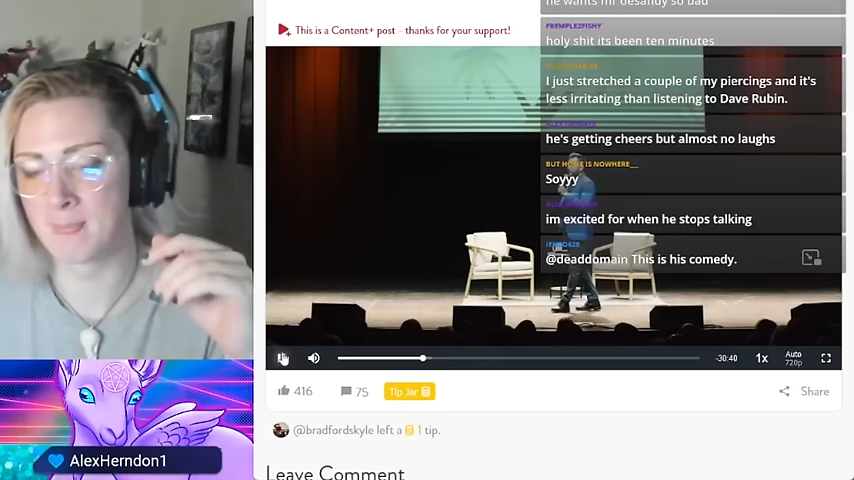 he wants mr desandy so bad
This is a Content+ post - thanks for your support!
FREMPLE2FISHY
holy shit its been ten minutes
I just stretched a couple of my piercings and it's
less irritating than listening to Dave Rubin.
he's getting cheers but almost no laughs
BUT HOME IS NOWHERE__
Soyyy
im excited for when he stops talking
@deaddomain This is his comedy.
-30:40
1x
Auto
720p
416
75
Tip Jar
Share
@bradfordskyle left a 1 tip.
AlexHerndon1
Leave Comment